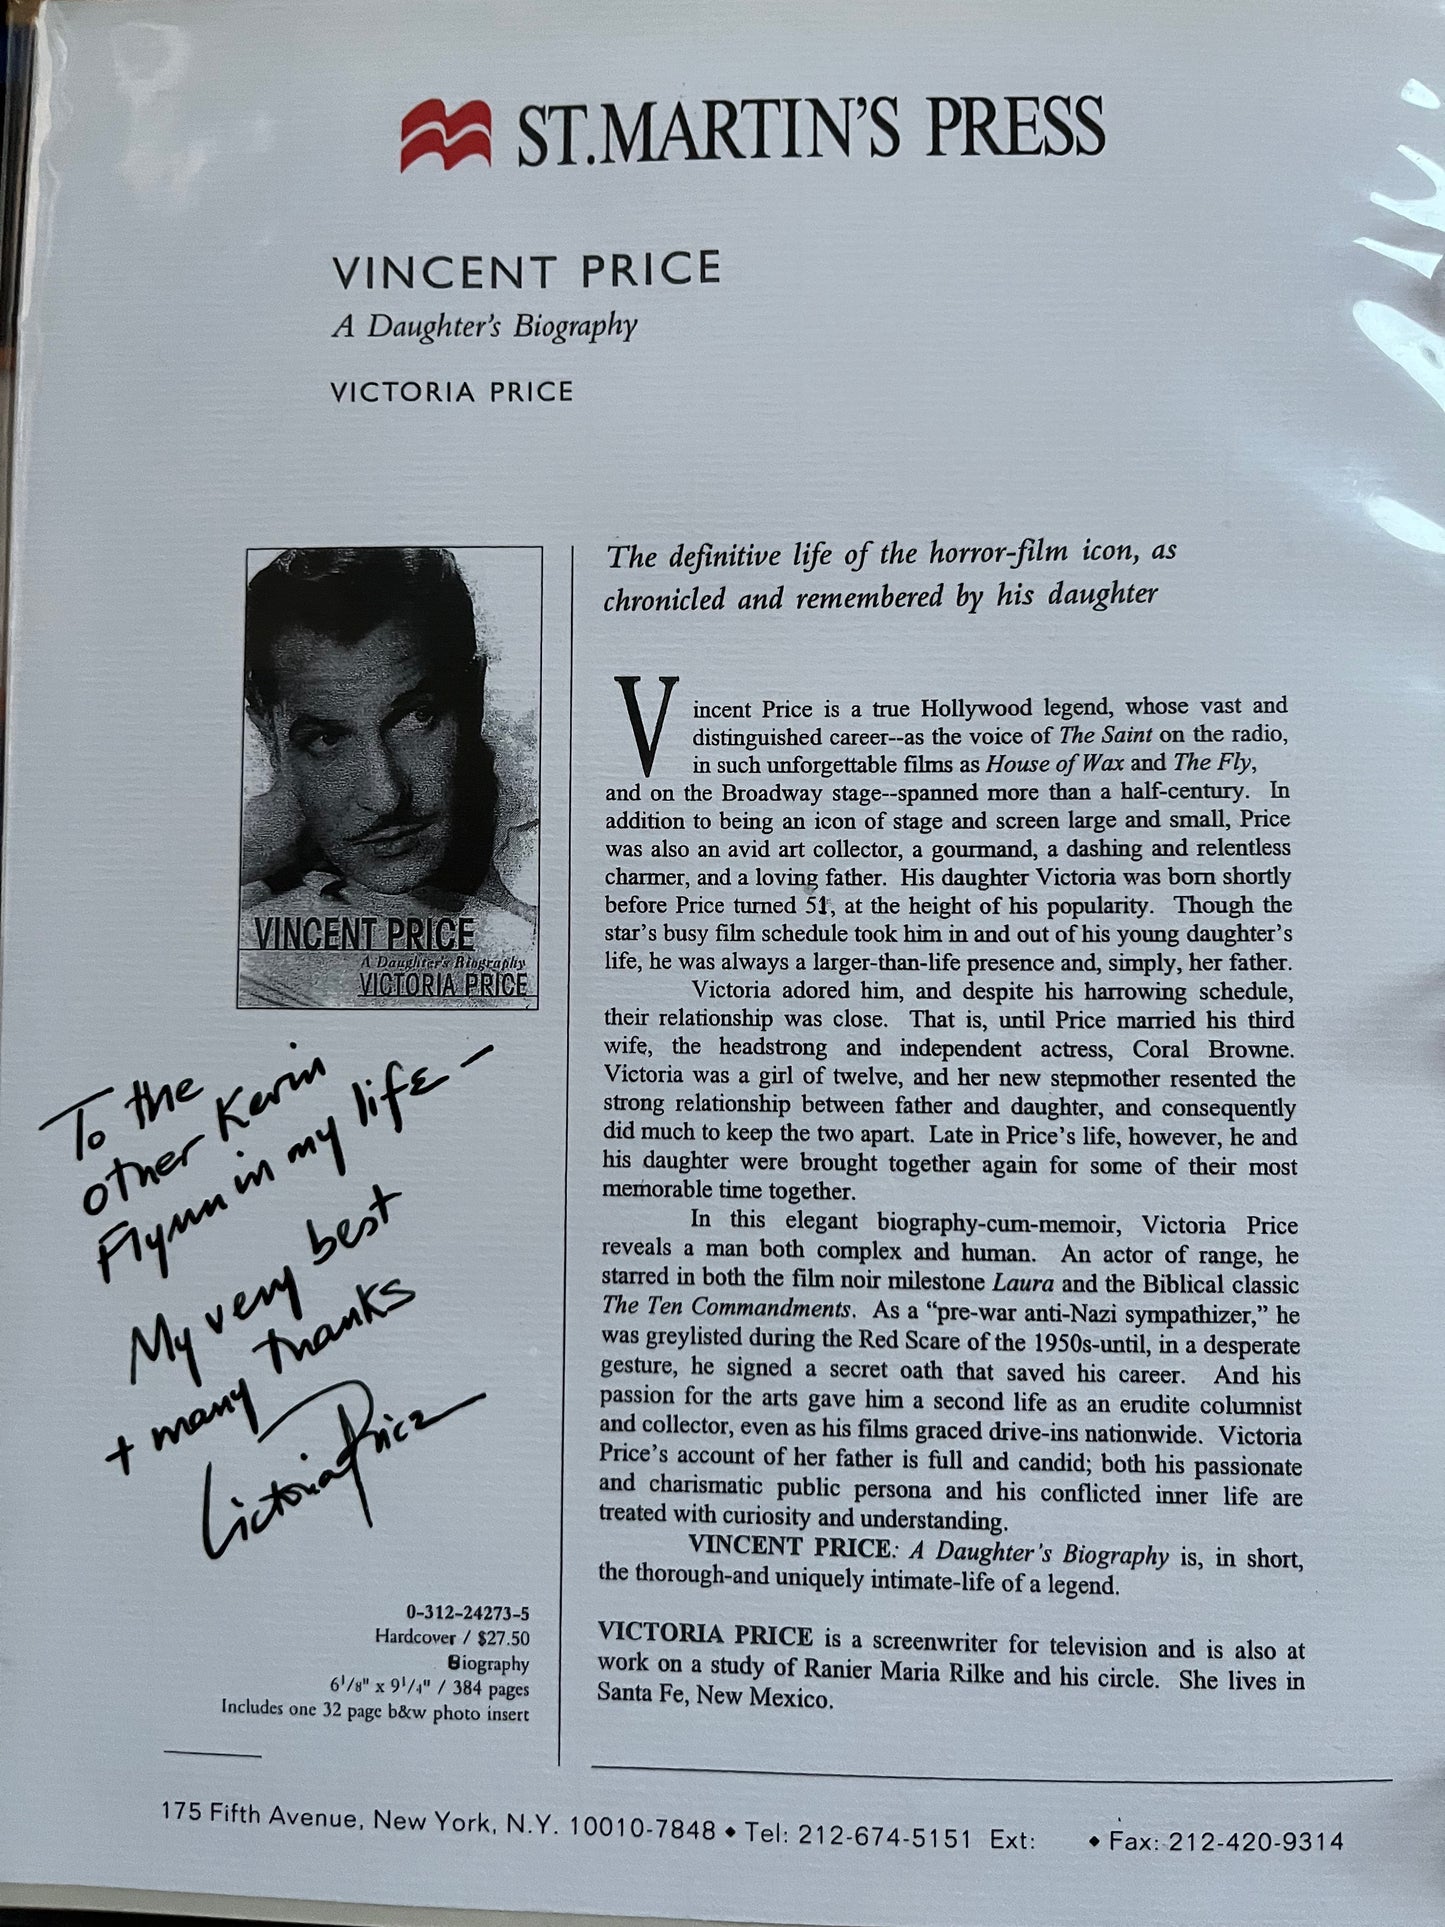 ST.MARTIN'S PRESS
VINCENT PRICE
A Daughter's Biography
VICTORIA PRICE
VINCENT PRICE
A Daughter's Biography
VICTORIA PRICE
To the
other Kevin
Flynn in my life –
My very best
+ many thanks
Victoria Price
0-312-24273-5
Hardcover / $27.50
Biography
6 1/8" x 9 1/4" / 384 pages
Includes one 32 page b&w photo insert
The definitive life of the horror-film icon, as
chronicled and remembered by his daughter
Vincent Price is a true Hollywood legend, whose vast and
distinguished career--as the voice of The Saint on the radio,
in such unforgettable films as House of Wax and The Fly,
and on the Broadway stage--spanned more than a half-century. In
addition to being an icon of stage and screen large and small, Price
was also an avid art collector, a gourmand, a dashing and relentless
charmer, and a loving father. His daughter Victoria was born shortly
before Price turned 51, at the height of his popularity. Though the
star's busy film schedule took him in and out of his young daughter's
life, he was always a larger-than-life presence and, simply, her father.
Victoria adored him, and despite his harrowing schedule,
their relationship was close. That is, until Price married his third
wife, the headstrong and independent actress, Coral Browne.
Victoria was a girl of twelve, and her new stepmother resented the
strong relationship between father and daughter, and consequently
did much to keep the two apart. Late in Price's life, however, he and
his daughter were brought together again for some of their most
memorable time together.
In this elegant biography-cum-memoir, Victoria Price
reveals a man both complex and human. An actor of range, he
starred in both the film noir milestone Laura and the Biblical classic
The Ten Commandments. As a "pre-war anti-Nazi sympathizer," he
was greylisted during the Red Scare of the 1950s-until, in a desperate
gesture, he signed a secret oath that saved his career. And his
passion for the arts gave him a second life as an erudite columnist
and collector, even as his films graced drive-ins nationwide. Victoria
Price's account of her father is full and candid; both his passionate
and charismatic public persona and his conflicted inner life are
treated with curiosity and understanding.
VINCENT PRICE: A Daughter's Biography is, in short,
the thorough-and uniquely intimate-life of a legend.
VICTORIA PRICE is a screenwriter for television and is also at
work on a study of Ranier Maria Rilke and his circle. She lives in
Santa Fe, New Mexico.
175 Fifth Avenue, New York, N.Y. 10010-7848 ◆ Tel: 212-674-5151 Ext: ◆ Fax: 212-420-9314